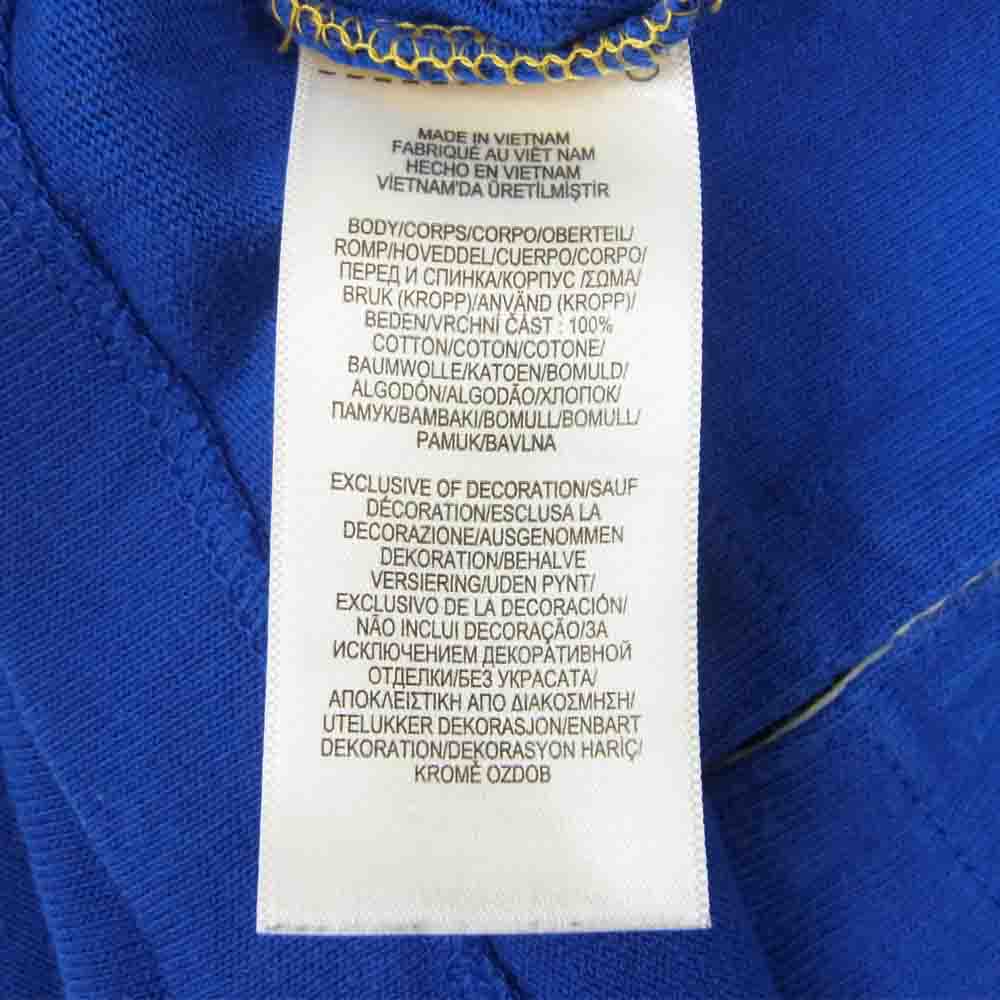 MADE IN VIETNAM
FABRIQUÉ AU VIÊT NAM
HECHO EN VIETNAM
VİETNAM'DA ÜRETİLMİŞTİR
BODY/CORPS/CORPO/OBERTEIL/
ROMP/HOVEDDEL/CUERPO/CORPO/
ПЕРЕД И СПИНКА/КОРПУС /ΣΩΜΑ/
BRUK (KROPP)/ANVÄND (KROPP)/
BEDEN/VRCHNÍ ČÁST : 100%
COTTON/COTON/COTONE/
BAUMWOLLE/KATOEN/BOMULD/
ALGODÓN/ALGODÃO/ХЛОПОК/
ПАМУК/ΒΑΜΒΑΚΙ/BOMULL/BOMULL/
PAMUK/BAVLNA
EXCLUSIVE OF DECORATION/SAUF
DÉCORATION/ESCLUSA LA
DECORAZIONE/AUSGENOMMEN
DEKORATION/BEHALVE
VERSIERING/UDEN PYNT/
EXCLUSIVO DE LA DECORACIÓN/
NÃO INCLUI DECORAÇÃO/ЗА
ИСКЛЮЧЕНИЕМ ДЕКОРАТИВНОЙ
ОТДЕЛКИ/БЕЗ УКРАСАТА/
ΑΠΟΚΛΕΙΣΤΙΚΗ ΑΠΟ ΔΙΑΚΟΣΜΗΣΗ/
UTELUKKER DEKORASJON/ENBART
DEKORATION/DEKORASYON HARİÇ/
KROMĚ OZDOB